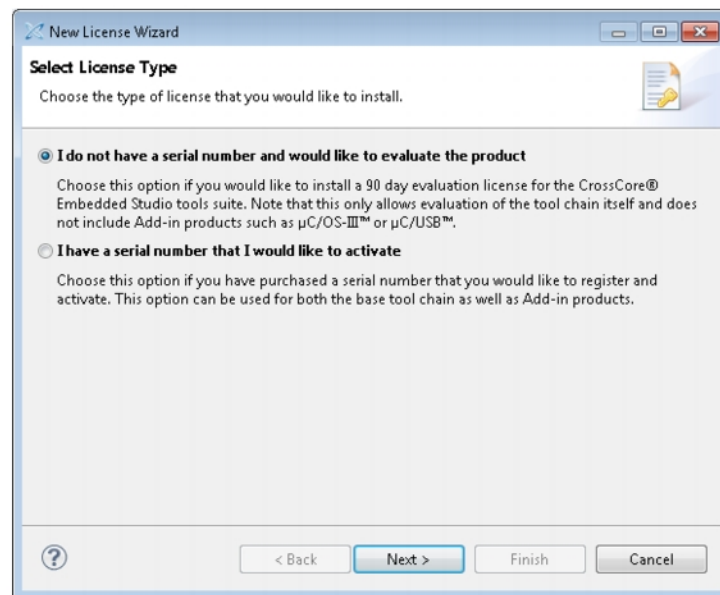 New License Wizard
Select License Type
Choose the type of license that you would like to install.
I do not have a serial number and would like to evaluate the product
Choose this option if you would like to install a 90 day evaluation license for the CrossCore®
Embedded Studio tools suite. Note that this only allows evaluation of the tool chain itself and does
not include Add-in products such as µC/OS-III™ or µC/USB™.
I have a serial number that I would like to activate
Choose this option if you have purchased a serial number that you would like to register and
activate. This option can be used for both the base tool chain as well as Add-in products.
? < Back Next > Finish Cancel